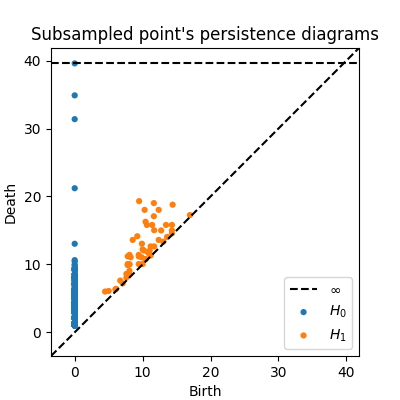 Subsampled point's persistence diagrams
Death
40
30
20
10
0
0
10
20
30
40
Birth
∞
H₀
H₁